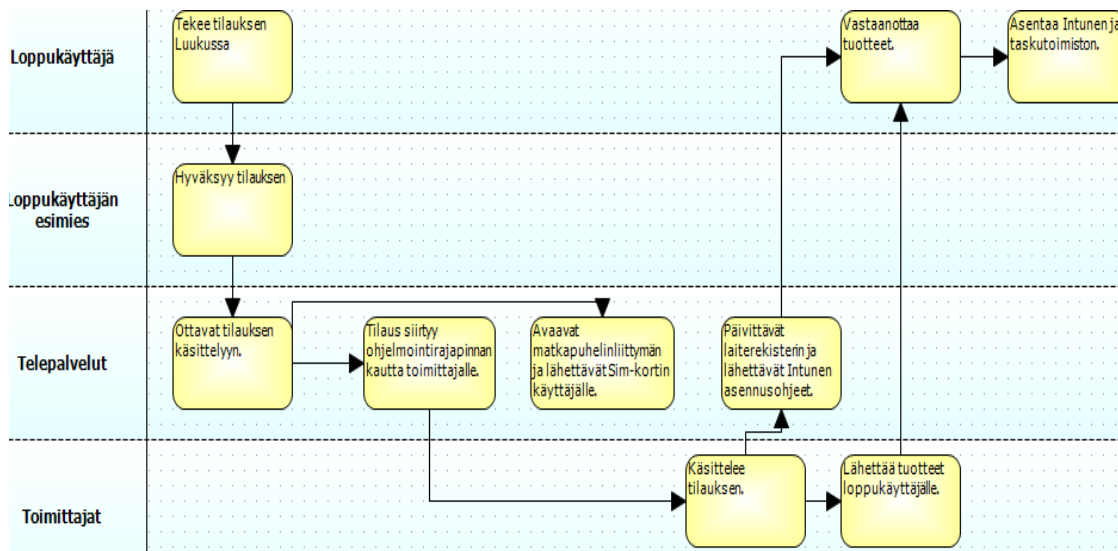 Loppukäyttäjä
Tekee tilauksen
Luukussa
Vastaanottaa
tuotteet.
Asentaa Intunen ja
taskutoimiston.
Loppukäyttäjän
esimies
Hyväksyy tilauksen
Telepalvelut
Ottavat tilauksen
käsittelyyn.
Tilaus siirtyy
ohjelmointirajapinnan
kautta toimittajalle.
Avaavat
matkapuhelinliittymän
ja lähettävät Sim-kortin
käyttäjälle.
Päivittävät
laiterekisterin ja
lähettävät Intunen
asennusohjeet.
Toimittajat
Käsittelee
tilauksen.
Lähettää tuotteet
loppukäyttäjälle.